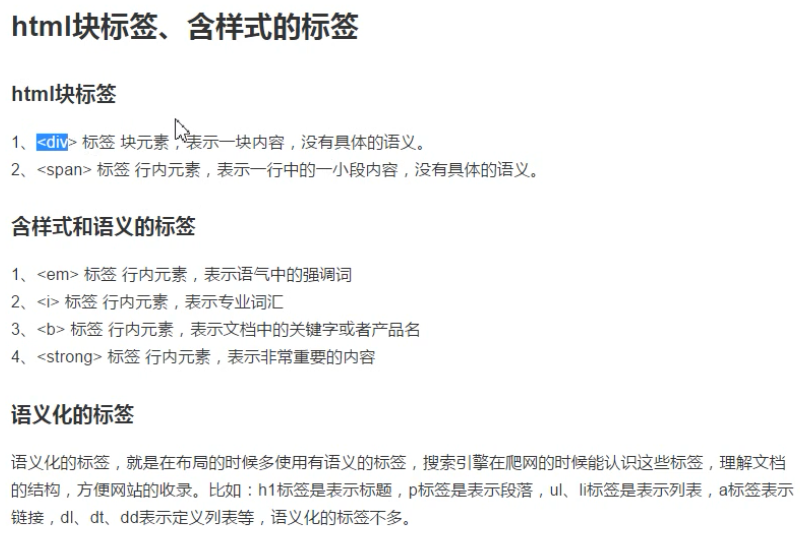 html块标签、含样式的标签
html块标签
1、<div> 标签 块元素，表示一块内容，没有具体的语义。
2、<span> 标签 行内元素，表示一行中的一小段内容，没有具体的语义。
含样式和语义的标签
1、<em> 标签 行内元素，表示语气中的强调词
2、<i> 标签 行内元素，表示专业词汇
3、<b> 标签 行内元素，表示文档中的关键字或者产品名
4、<strong> 标签 行内元素，表示非常重要的内容
语义化的标签
语义化的标签，就是在布局的时候多使用有语义的标签，搜索引擎在爬网的时候能认识这些标签，理解文档
的结构，方便网站的收录。比如：h1标签是表示标题，p标签是表示段落，ul、li标签是表示列表，a标签表示
链接，dl、dt、dd表示定义列表等，语义化的标签不多。